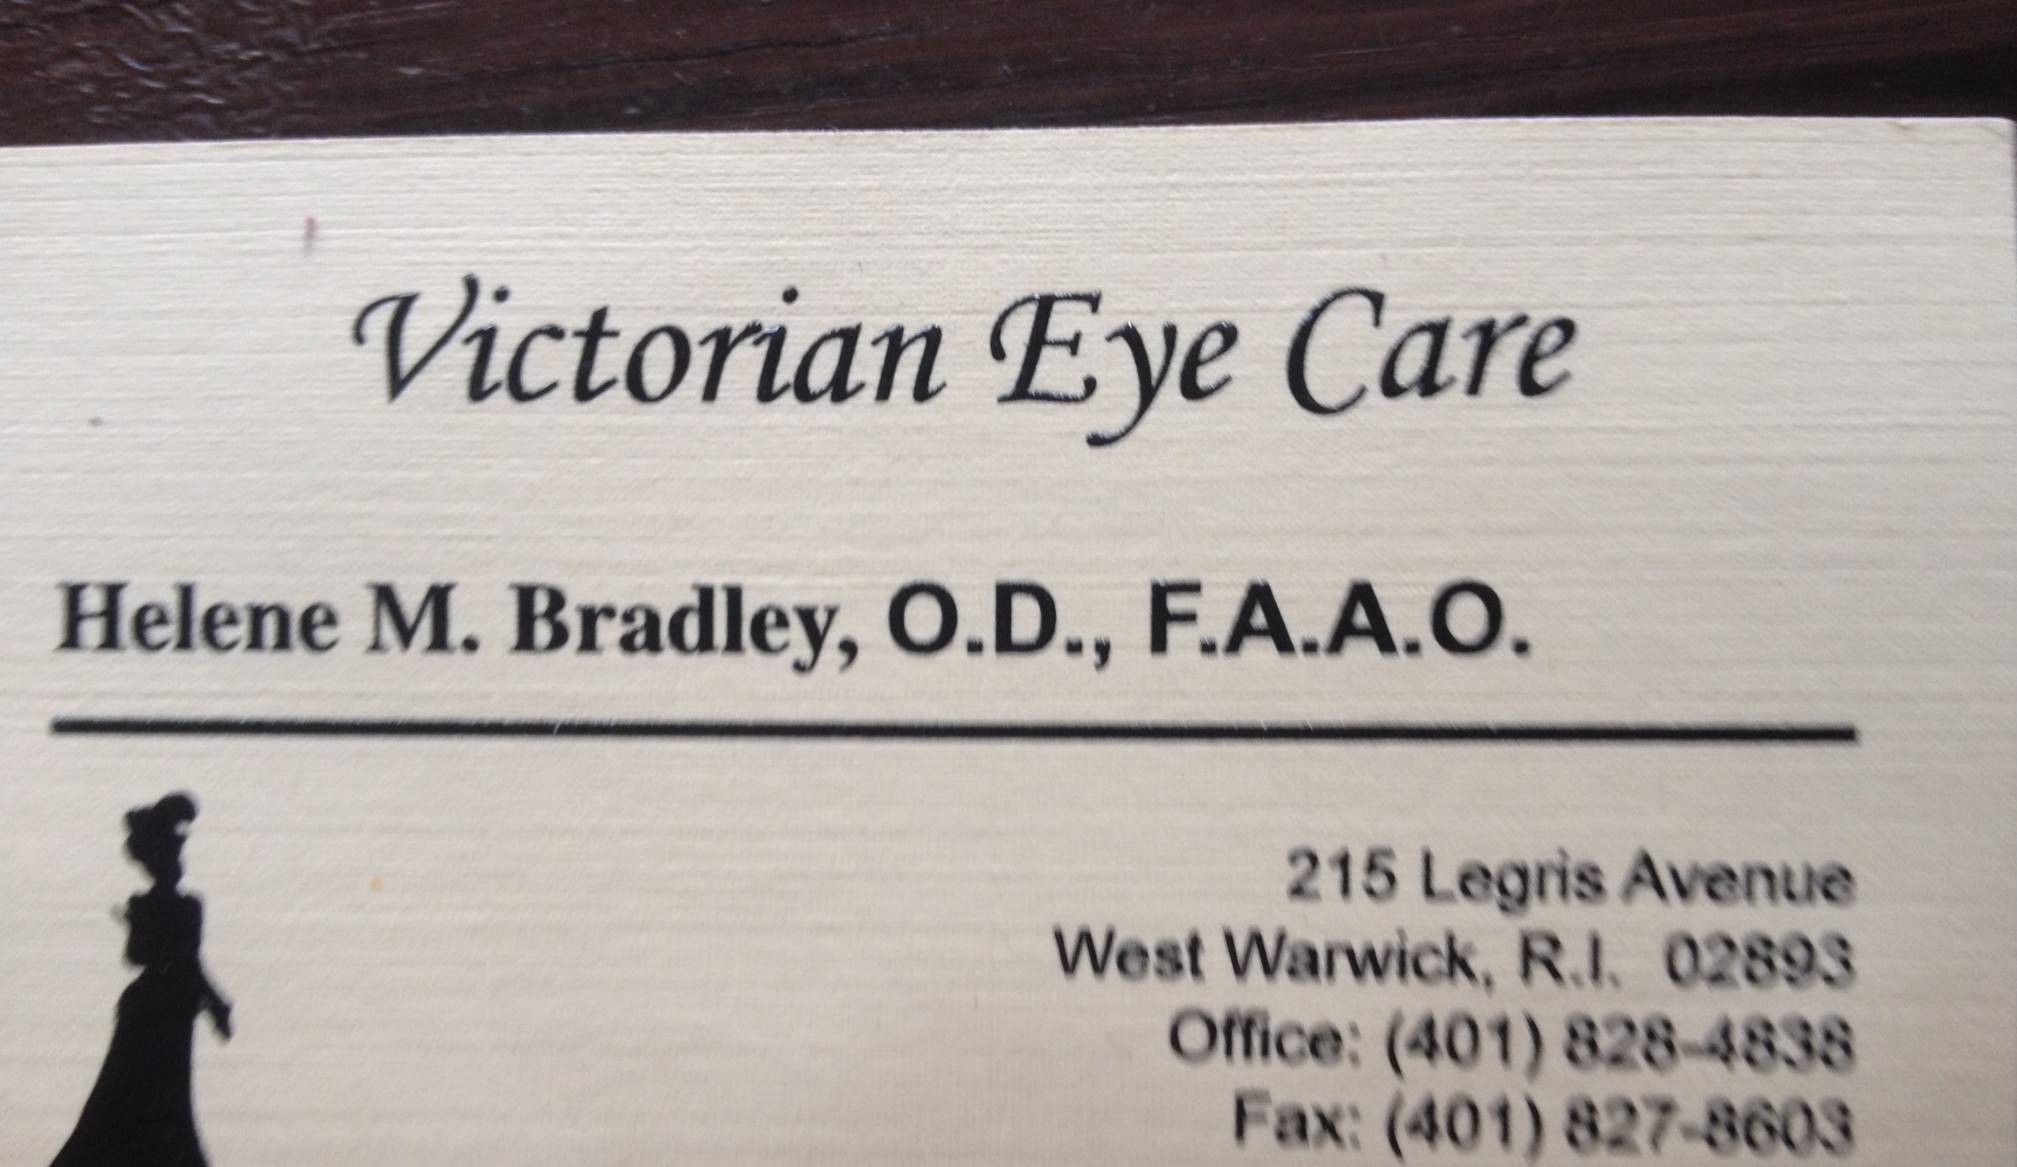 Victorian Eye Care
Helene M. Bradley, O.D., F.A.A.O.
215 Legris Avenue
West Warwick, R.I. 02893
Office: (401) 828-4838
Fax: (401) 827-8603